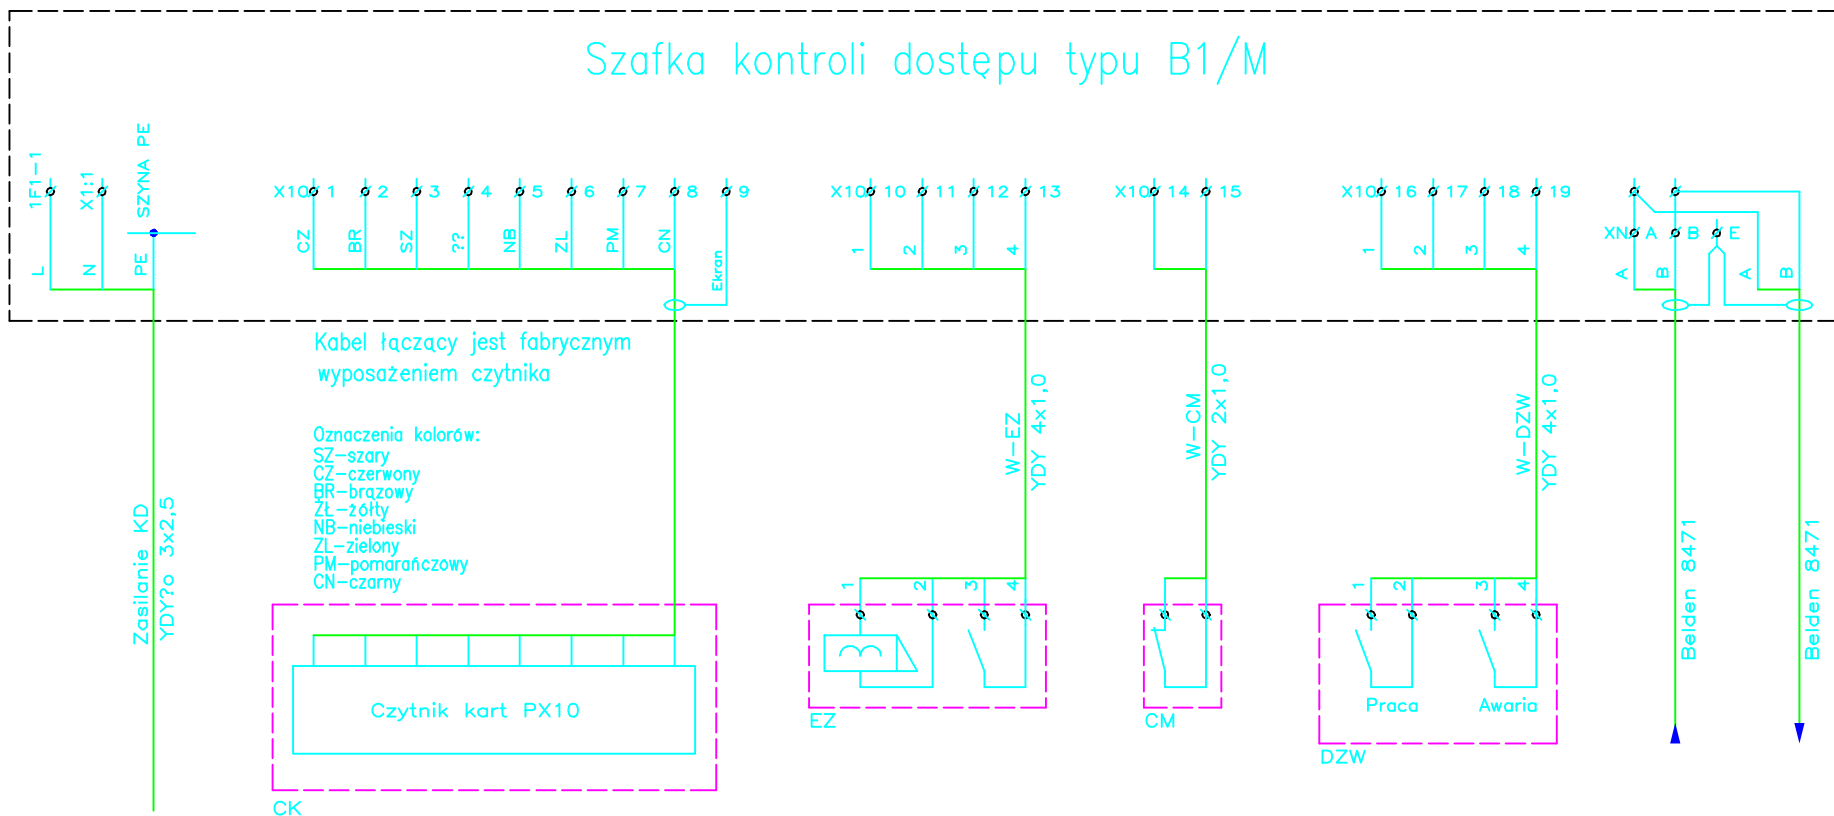 Szafka kontroli dostępu typu B1/M
1F1-1
X1:1
SZYNA PE
L
N
PE
X10 1 2 3 4 5 6 7 8 9
CZ
BR
SZ
??
NB
ZL
PM
CN
Ekran
X10 10 11 12 13
1
2
3
4
X10 14 15
X10 16 17 18 19
1
2
3
4
XN A B E
A
B
A
B
Kabel łączący jest fabrycznym
wyposażeniem czytnika
Oznaczenia kolorów:
SZ-szary
CZ-czerwony
BR-brązowy
ŻŁ-żółty
NB-niebieski
ZL-zielony
PM-pomarańczowy
CN-czarny
Zasilanie KD
YDY?o 3x2,5
W-EZ
YDY 4x1,0
W-CM
YDY 2x1,0
W-DZW
YDY 4x1,0
Belden 8471
Belden 8471
1
2
3
4
1
2
3
4
Czytnik kart PX10
CK
EZ
CM
Praca
Awaria
DZW